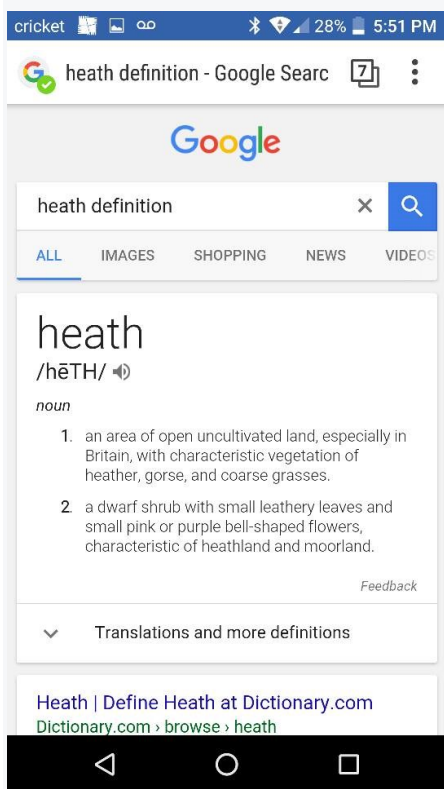 cricket 28% 5:51 PM
heath definition - Google Searc 7
Google
heath definition
ALL IMAGES SHOPPING NEWS VIDEOS
heath
/hēTH/
noun
1. an area of open uncultivated land, especially in
Britain, with characteristic vegetation of
heather, gorse, and coarse grasses.
2. a dwarf shrub with small leathery leaves and
small pink or purple bell-shaped flowers,
characteristic of heathland and moorland.
Feedback
Translations and more definitions
Heath | Define Heath at Dictionary.com
Dictionary.com › browse › heath